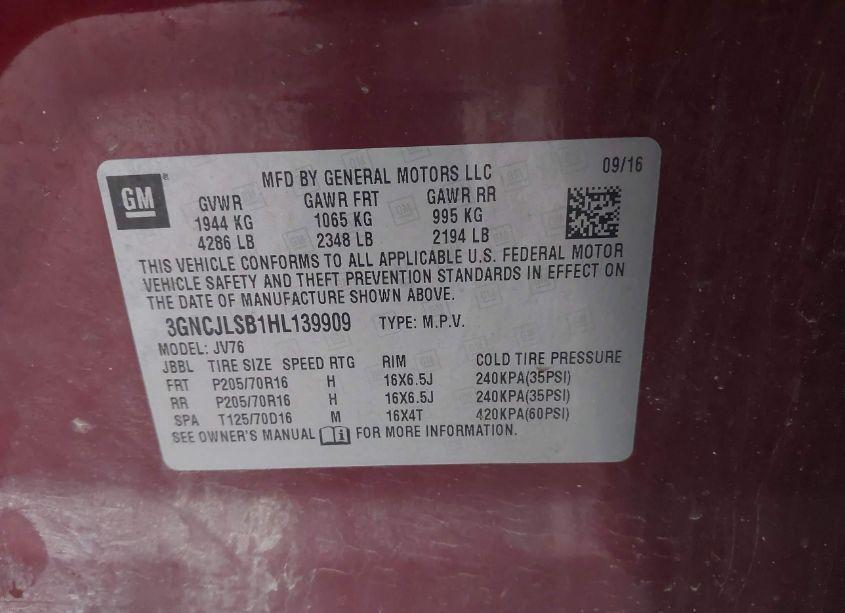 GM
MFD BY GENERAL MOTORS LLC 09/16
GVWR GAWR FRT GAWR RR
1944 KG 1065 KG 995 KG
4286 LB 2348 LB 2194 LB
THIS VEHICLE CONFORMS TO ALL APPLICABLE U.S. FEDERAL MOTOR
VEHICLE SAFETY AND THEFT PREVENTION STANDARDS IN EFFECT ON
THE DATE OF MANUFACTURE SHOWN ABOVE.
3GNCJLSB1HL139909 TYPE: M.P.V.
MODEL: JV76
JBBL TIRE SIZE SPEED RTG RIM COLD TIRE PRESSURE
FRT P205/70R16 H 16X6.5J 240KPA(35PSI)
RR P205/70R16 H 16X6.5J 240KPA(35PSI)
SPA T125/70D16 M 16X4T 420KPA(60PSI)
SEE OWNER'S MANUAL FOR MORE INFORMATION.